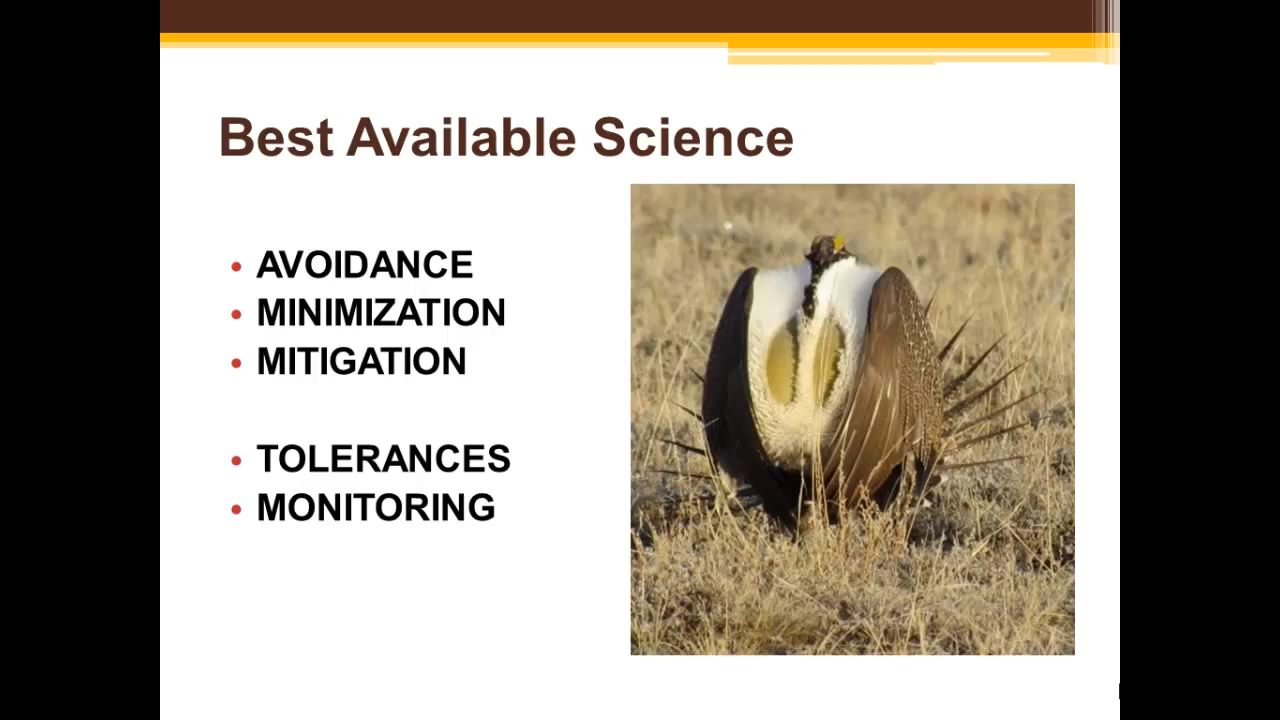 Best Available Science
• AVOIDANCE
• MINIMIZATION
• MITIGATION
• TOLERANCES
• MONITORING